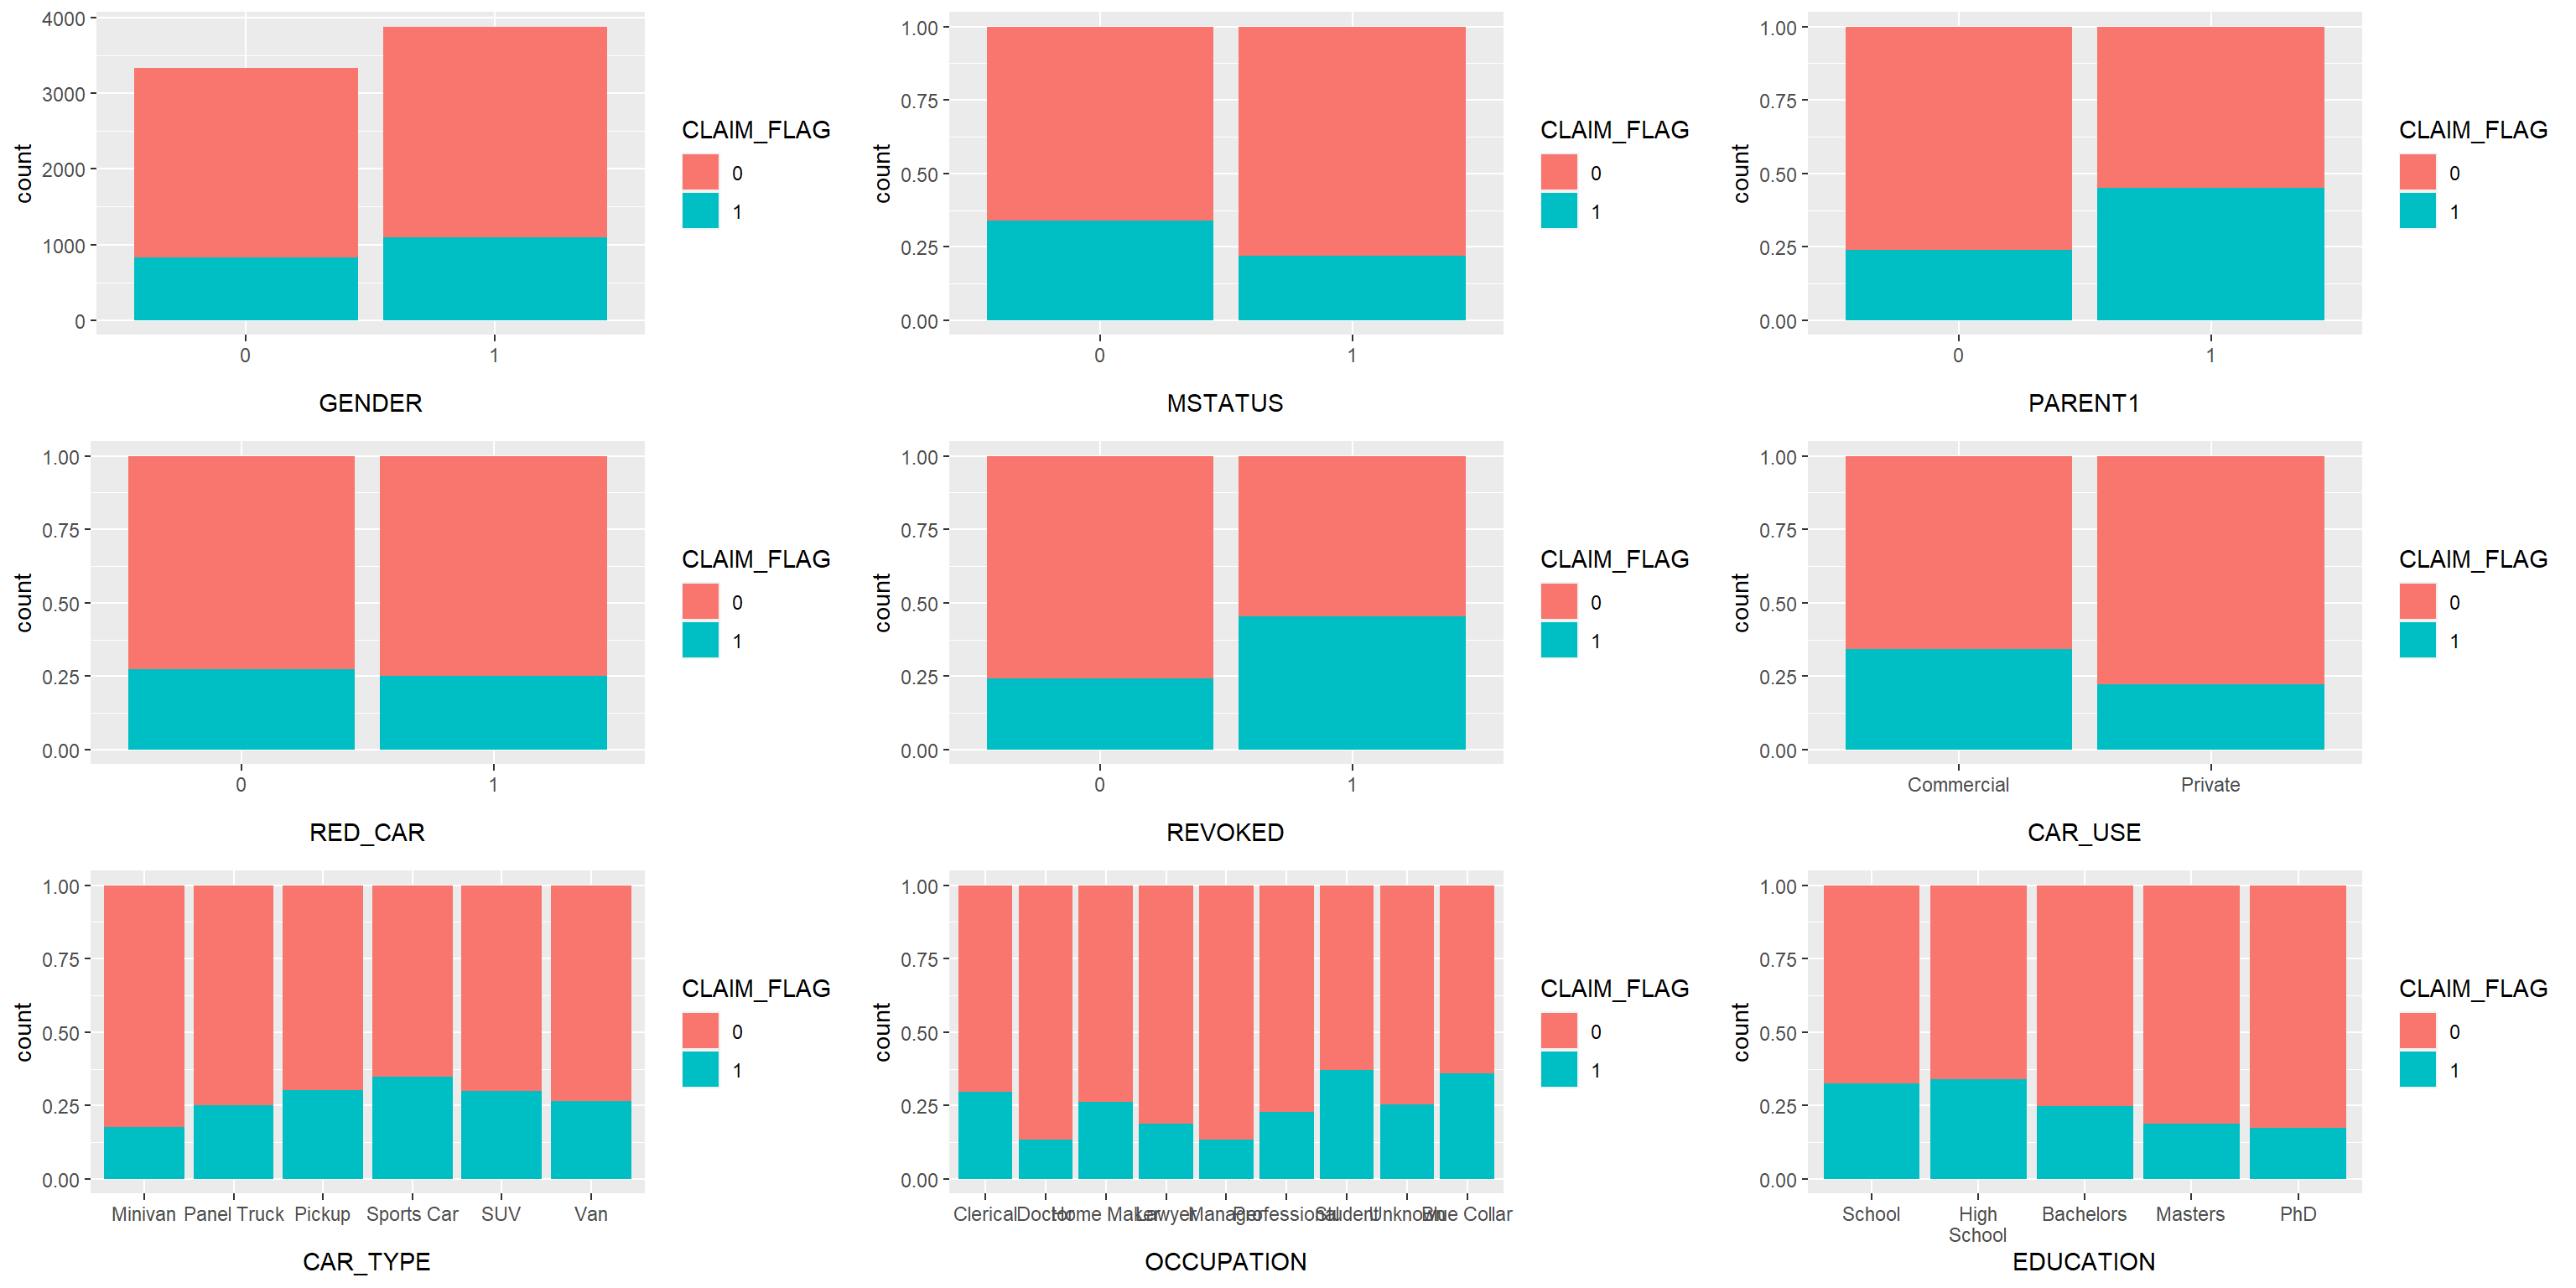 4000
3000
2000
1000
0
count
0 1
GENDER
CLAIM_FLAG
0
1
1.00
0.75
0.50
0.25
0.00
count
0 1
MSTATUS
CLAIM_FLAG
0
1
1.00
0.75
0.50
0.25
0.00
count
0 1
PARENT1
CLAIM_FLAG
0
1
1.00
0.75
0.50
0.25
0.00
count
0 1
RED_CAR
CLAIM_FLAG
0
1
1.00
0.75
0.50
0.25
0.00
count
0 1
REVOKED
CLAIM_FLAG
0
1
1.00
0.75
0.50
0.25
0.00
count
Commercial Private
CAR_USE
CLAIM_FLAG
0
1
1.00
0.75
0.50
0.25
0.00
count
Minivan Panel Truck Pickup Sports Car SUV Van
CAR_TYPE
CLAIM_FLAG
0
1
1.00
0.75
0.50
0.25
0.00
count
Clerical Doctor Home Maker Lawyer Manager Professional Student Unknown Blue Collar
OCCUPATION
CLAIM_FLAG
0
1
1.00
0.75
0.50
0.25
0.00
count
School High Bachelors Masters PhD
School
EDUCATION
CLAIM_FLAG
0
1